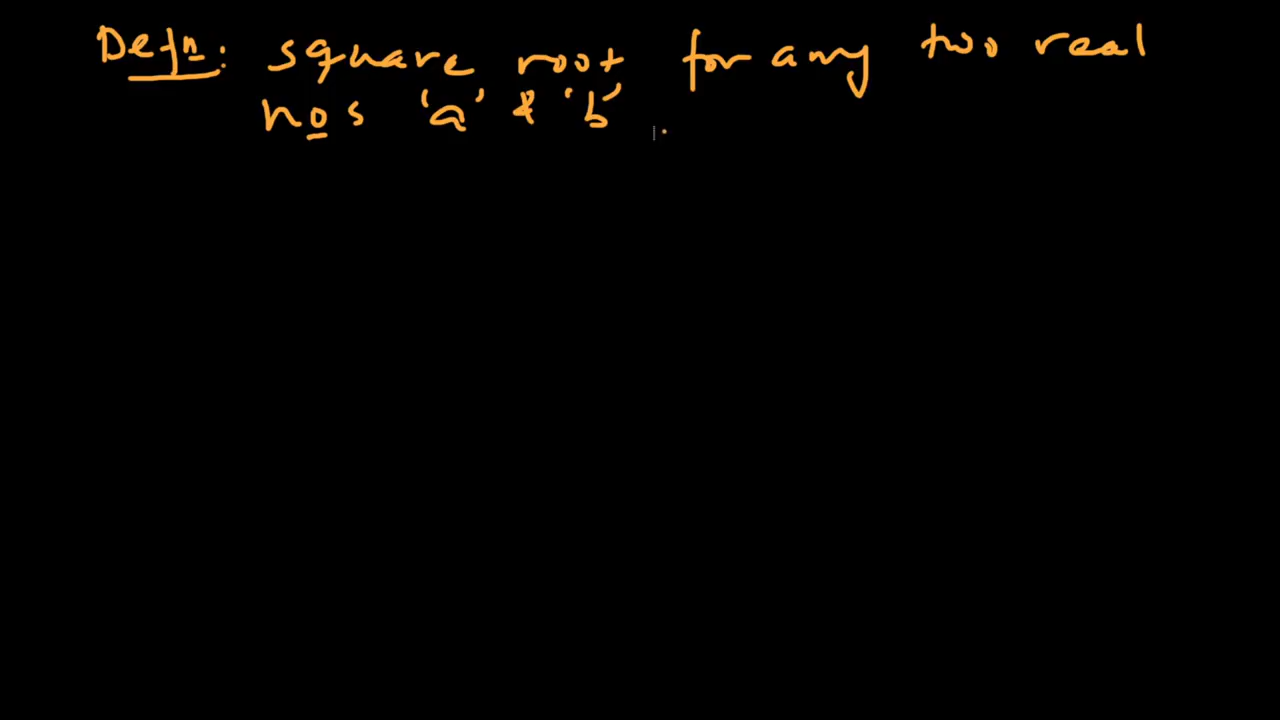 Defn: square root for any two real
nos 'a' & 'b'.